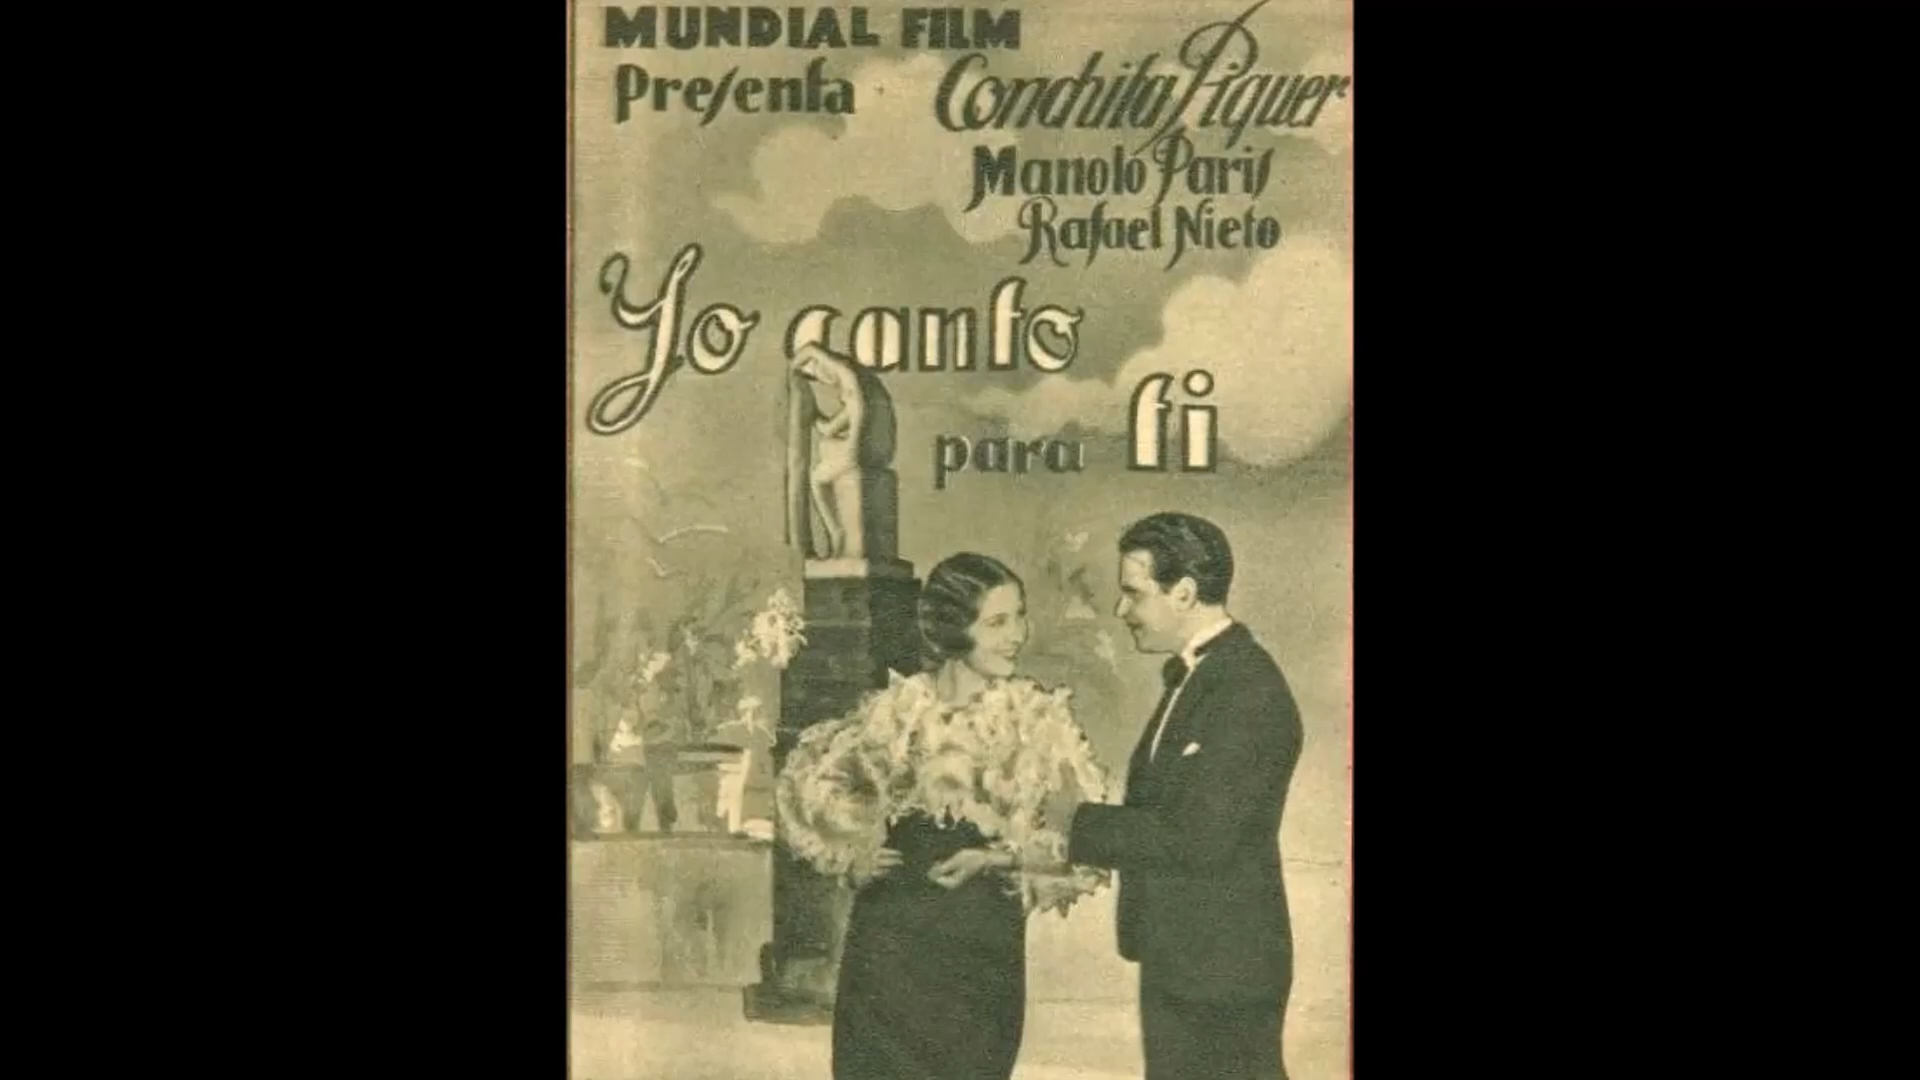 MUNDIAL FILM
Presenta
Conchita Piquer
Manolo Paris
Rafael Nieto
Yo canto
para ti